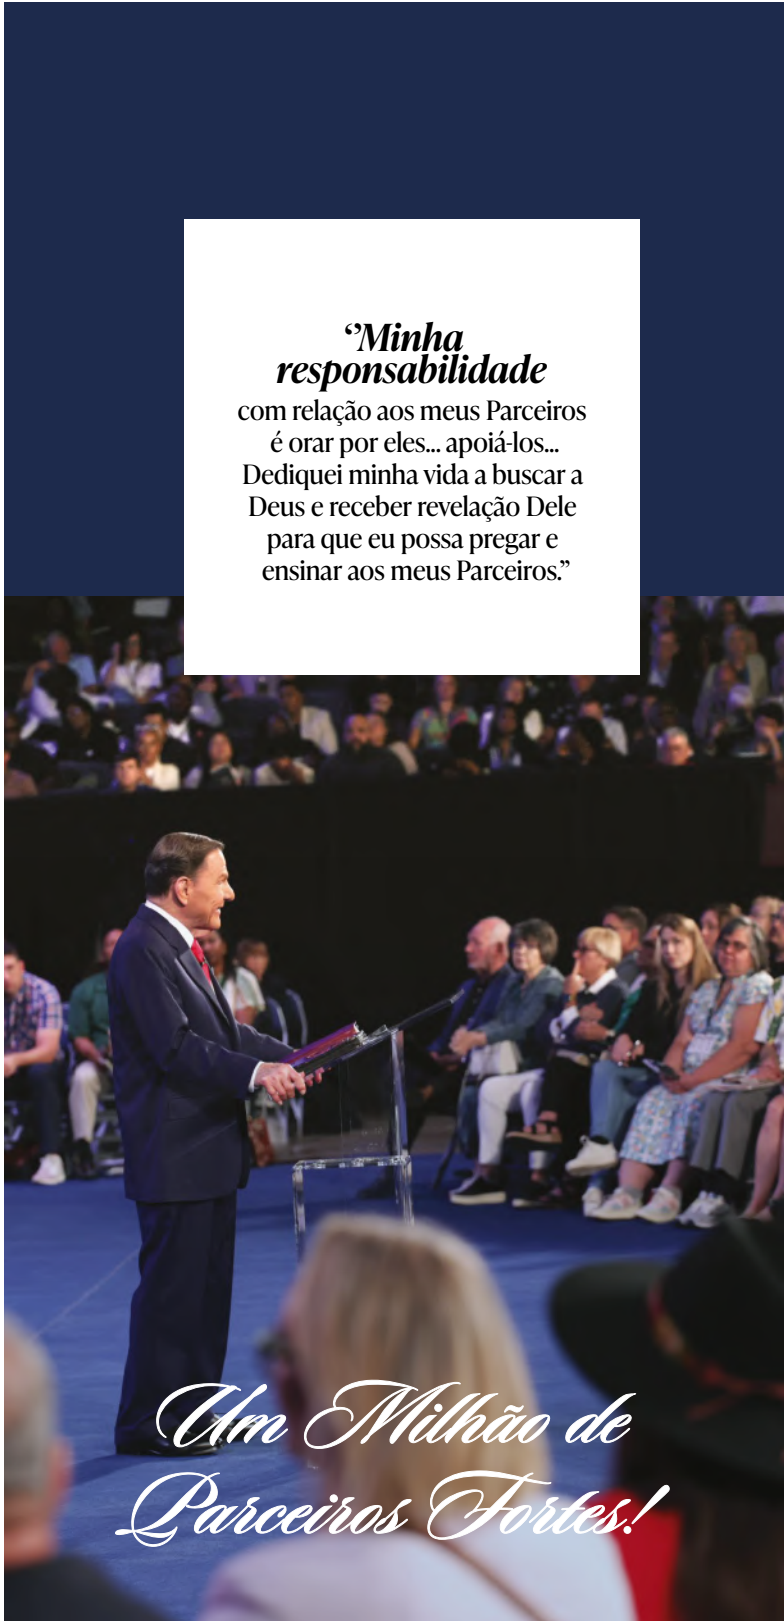 “Minha
responsabilidade
com relação aos meus Parceiros
é orar por eles... apoiá-los...
Dediquei minha vida a buscar a
Deus e receber revelação Dele
para que eu possa pregar e
ensinar aos meus Parceiros.”
Um Milhão de
Parceiros Fortes!